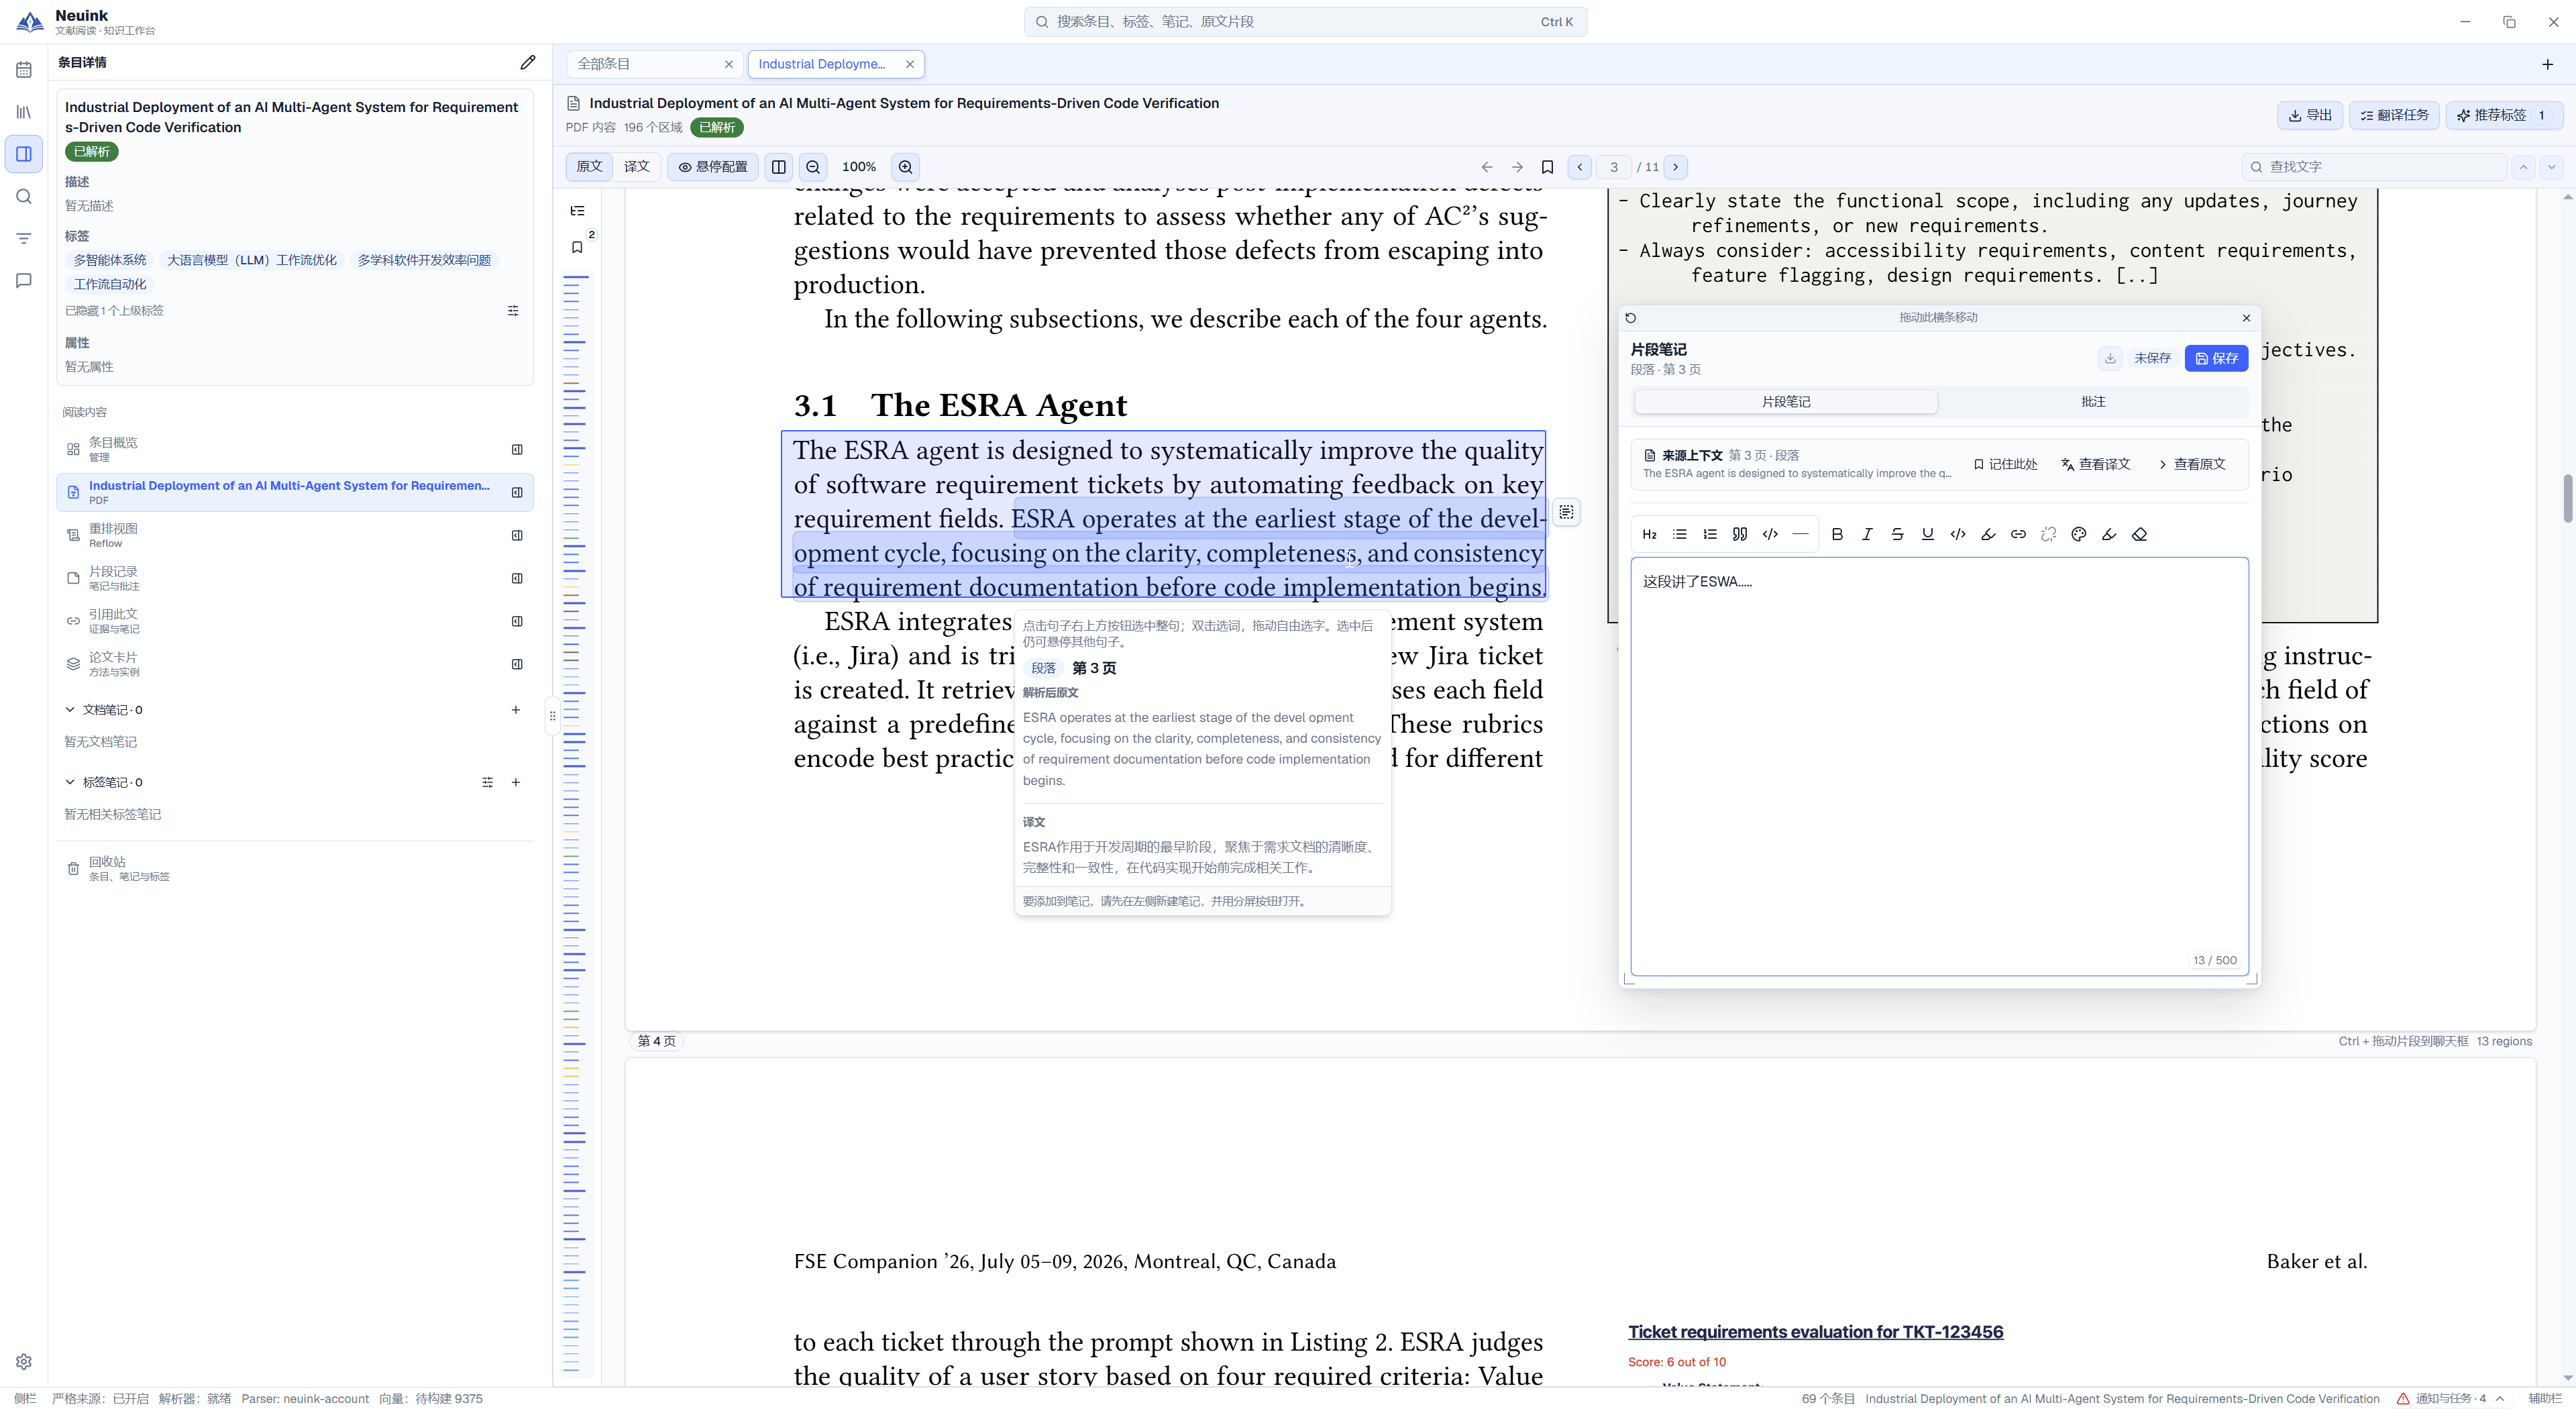 Neuink
文献阅读 · 知识工作台
搜索条目、标签、笔记、原文片段
Ctrl K
条目详情
Industrial Deployment of an AI Multi-Agent System for Requirement
s-Driven Code Verification
已解析
描述
暂无描述
标签
多智能体系统
大语言模型（LLM）工作流优化
多学科软件开发效率问题
工作流自动化
已隐藏 1 个上级标签
属性
暂无属性
阅读内容
条目概览
管理
Industrial Deployment of an AI Multi-Agent System for Requiremen...
PDF
重排视图
Reflow
片段记录
笔记与批注
引用此文
证据与笔记
论文卡片
方法与实例
文档笔记 · 0
暂无文档笔记
标签笔记 · 0
暂无相关标签笔记
回收站
条目、笔记与标签
全部条目
Industrial Deployme...
Industrial Deployment of an AI Multi-Agent System for Requirements-Driven Code Verification
PDF 内容 196 个区域 已解析
导出
翻译任务
推荐标签 1
原文
译文
悬停配置
100%
3 / 11
查找文字
2
changes were accepted and analyses post-implementation defects
related to the requirements to assess whether any of AC²’s sug-
gestions would have prevented those defects from escaping into
production.
In the following subsections, we describe each of the four agents.
3.1 The ESRA Agent
The ESRA agent is designed to systematically improve the quality
of software requirement tickets by automating feedback on key
requirement fields. ESRA operates at the earliest stage of the devel-
opment cycle, focusing on the clarity, completeness, and consistency
of requirement documentation before code implementation begins.
ESRA integrates
ement system
(i.e., Jira) and is tri
ew Jira ticket
is created. It retriev
ses each field
against a predefine
These rubrics
encode best practic
d for different
点击句子右上方按钮选中整句；双击选词，拖动自由选字。选中后
仍可悬停其他句子。
段落 第 3 页
解析后原文
ESRA operates at the earliest stage of the devel opment
cycle, focusing on the clarity, completeness, and consistency
of requirement documentation before code implementation
begins.
译文
ESRA作用于开发周期的最早阶段，聚焦于需求文档的清晰度、
完整性和一致性，在代码实现开始前完成相关工作。
要添加到笔记，请先在左侧新建笔记，并用分屏按钮打开。
- Clearly state the functional scope, including any updates, journey
refinements, or new requirements.
- Always consider: accessibility requirements, content requirements,
feature flagging, design requirements. [..]
jectives.
the
rio
g instruc-
ch field of
ctions on
lity score
拖动此横条移动
片段笔记
段落 · 第 3 页
未保存
保存
片段笔记
批注
来源上下文 第 3 页 · 段落
The ESRA agent is designed to systematically improve the q...
记住此处
查看译文
查看原文
H2
B
这段讲了ESWA.....
13 / 500
第 4 页
Ctrl + 拖动片段到聊天框 13 regions
FSE Companion ’26, July 05–09, 2026, Montreal, QC, Canada
Baker et al.
to each ticket through the prompt shown in Listing 2. ESRA judges
the quality of a user story based on four required criteria: Value
Ticket requirements evaluation for TKT-123456
Score: 6 out of 10
Value Statement:
侧栏 严格来源：已开启 解析器：就绪 Parser: neuink-account 向量：待构建 9375
69 个条目 Industrial Deployment of an AI Multi-Agent System for Requirements-Driven Code Verification 通知与任务 · 4 辅助栏